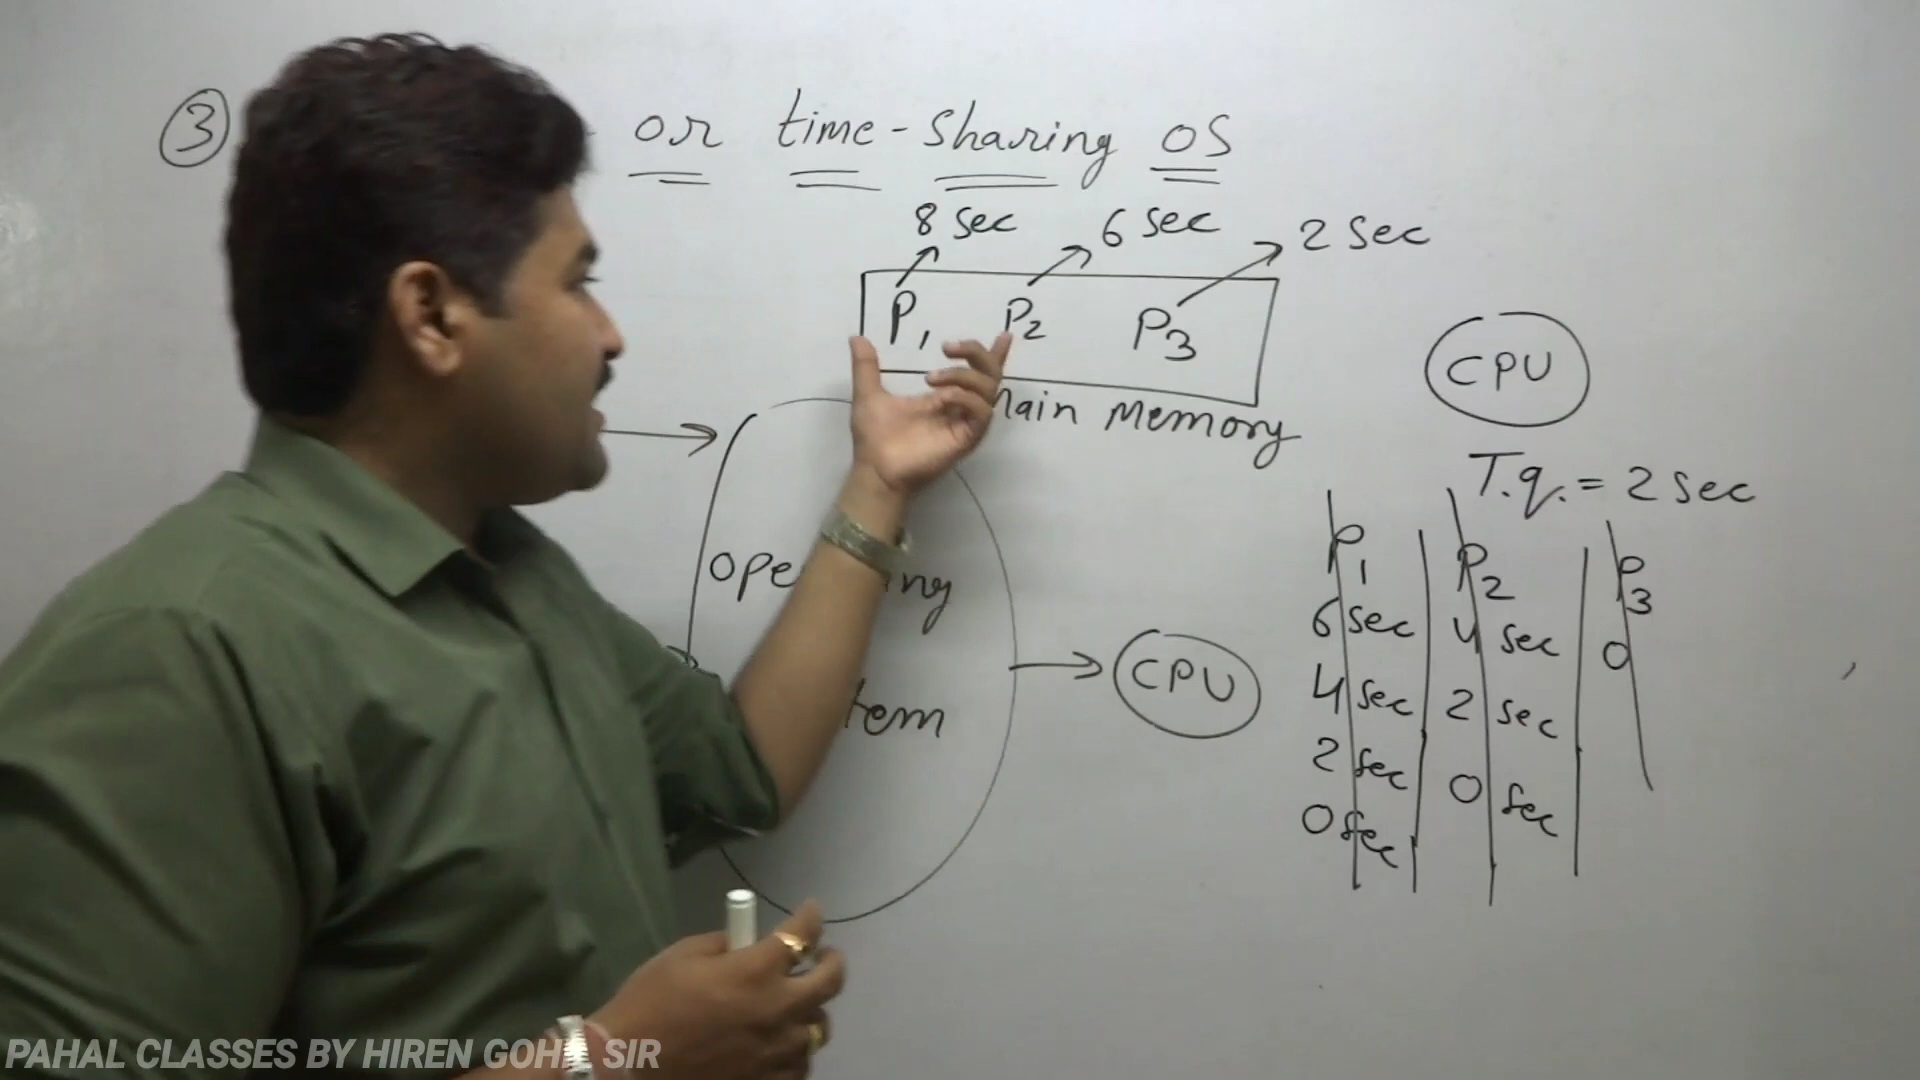 ③ or time-sharing OS
8 sec 6 sec 2 sec
P1 P2 P3
Main Memory
CPU
T.q. = 2 sec
P1 P2 P3
6 sec 4 sec 0
4 sec 2 sec
2 sec 0 sec
0 sec
CPU
PAHAL CLASSES BY HIREN GOHIL SIR